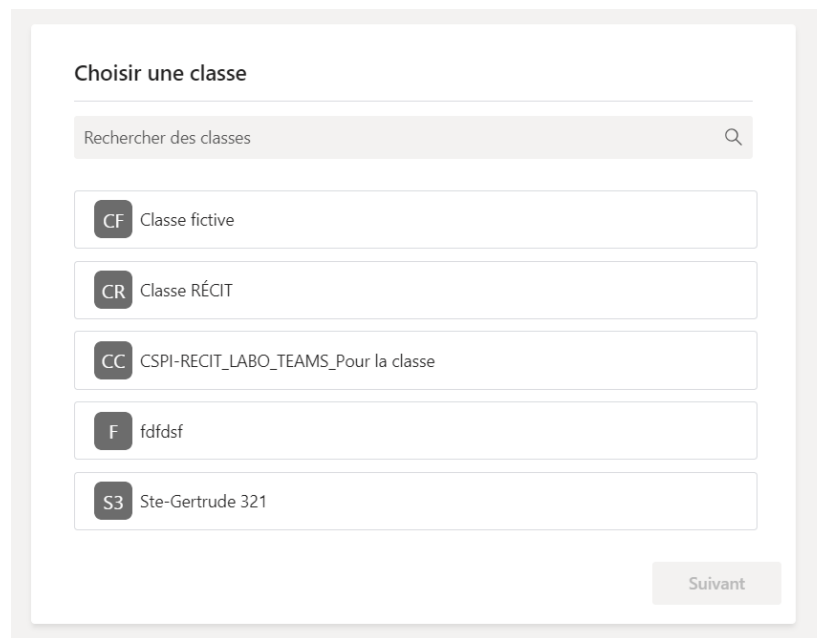 Choisir une classe
Rechercher des classes
CF Classe fictive
CR Classe RÉCIT
CC CSPI-RECIT_LABO_TEAMS_Pour la classe
F fdfdsf
S3 Ste-Gertrude 321
Suivant